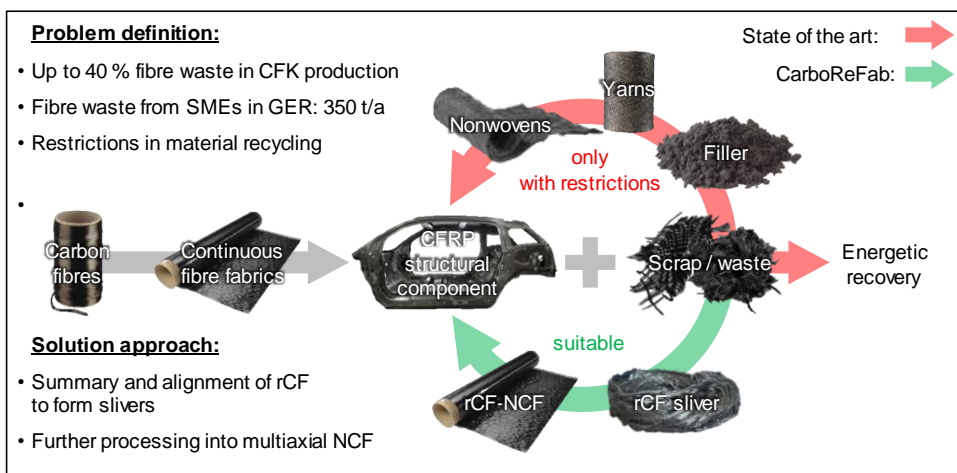 Problem definition:
• Up to 40 % fibre waste in CFK production
• Fibre waste from SMEs in GER: 350 t/a
• Restrictions in material recycling
•
State of the art:
CarboReFab:
Yarns
Nonwovens
Filler
only
with restrictions
Carbon
fibres
Continuous
fibre fabrics
CFRP
structural
component
Scrap / waste
Energetic
recovery
Solution approach:
• Summary and alignment of rCF
to form slivers
• Further processing into multiaxial NCF
suitable
rCF-NCF
rCF sliver